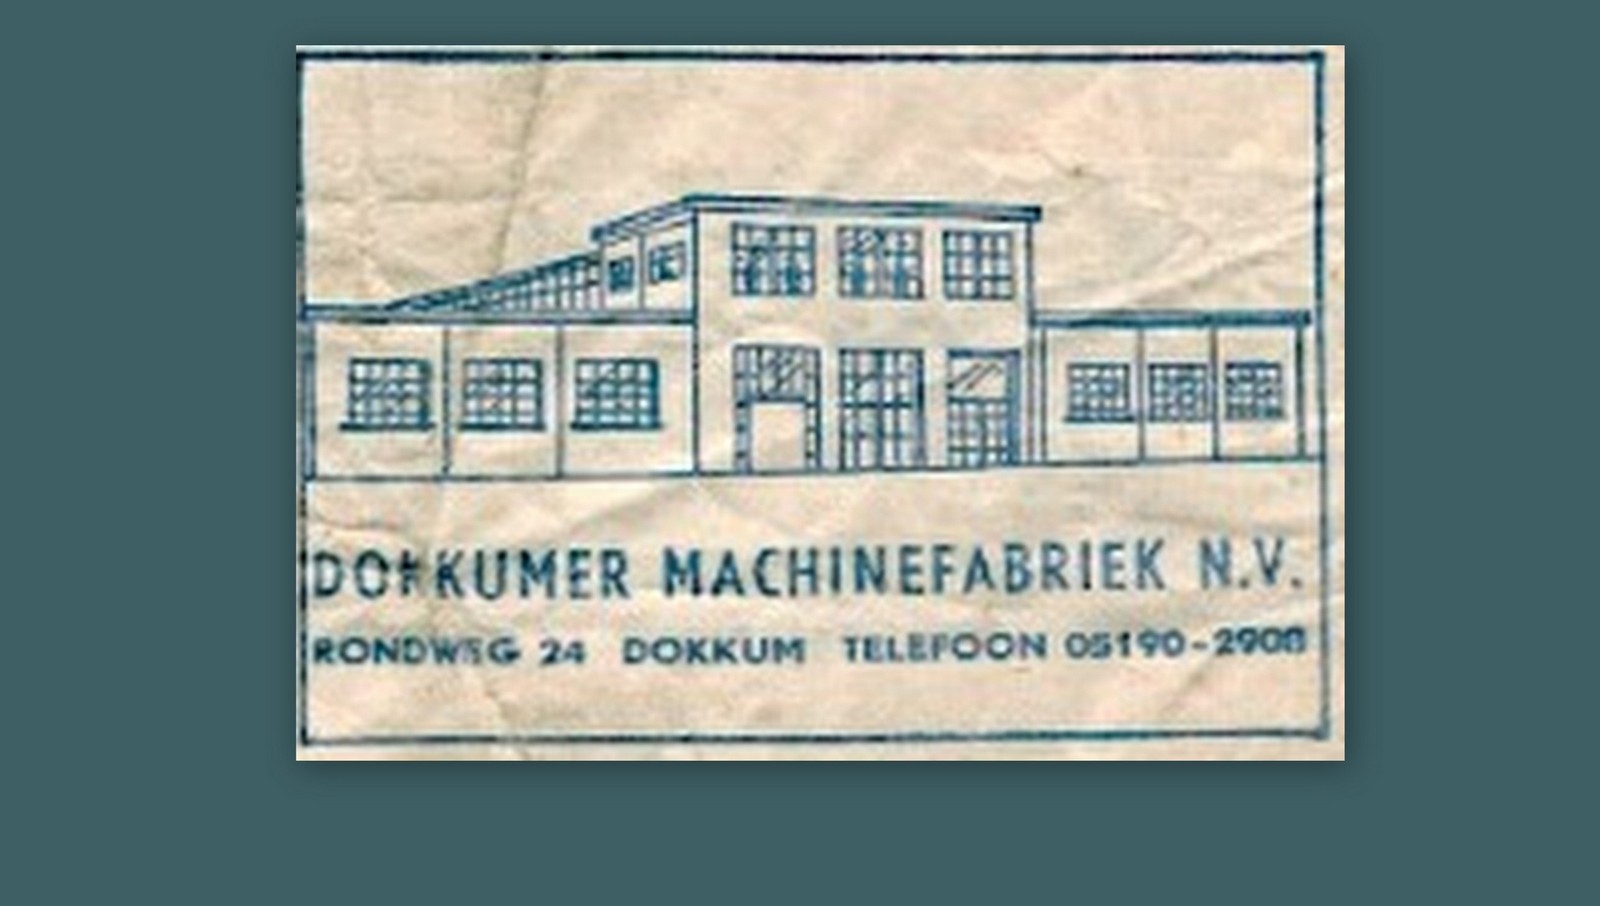 DOKKUMER MACHINEFABRIEK N.V.
RONDWEG 24 DOKKUM TELEFOON 05190-2908